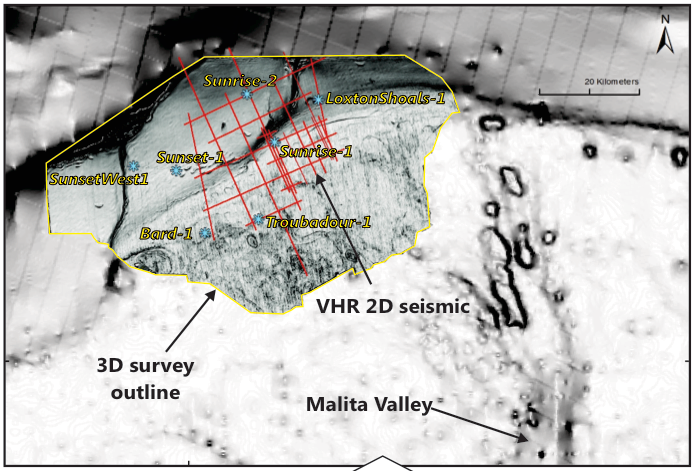 N
20 Kilometers
Sunrise-2
LoxtonShoals-1
Sunrise-1
Sunset-1
SunsetWest1
Troubadour-1
Bard-1
VHR 2D seismic
3D survey
outline
Malita Valley